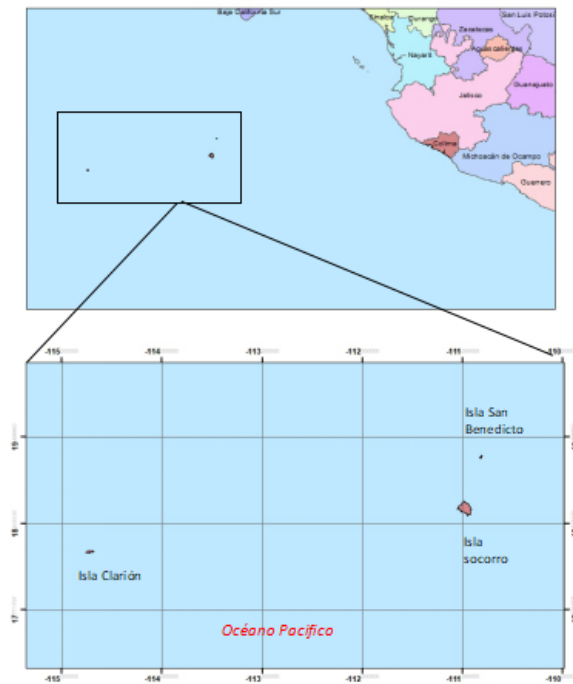 Baja California Sur
Sinaloa
Durango
Zacatecas
San Luis Potosí
Nayarit
Aguascalientes
Guanajuato
Jalisco
Colima
Michoacán de Ocampo
Guerrero
-115 -114 -113 -112 -111 -110
Isla San
Benedicto
19
18
Isla
socorro
Isla Clarión
17
Océano Pacífico
-115 -114 -113 -112 -111 -110